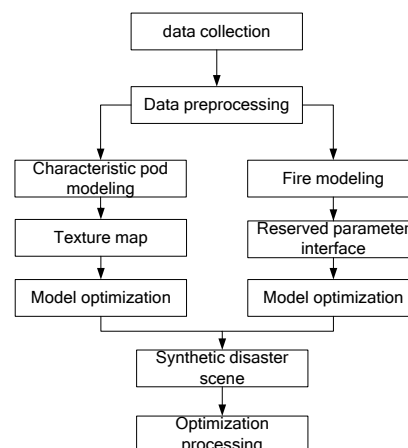 data collection
Data preprocessing
Characteristic pod
modeling
Texture map
Model optimization
Fire modeling
Reserved parameter
interface
Model optimization
Synthetic disaster
scene
Optimization
processing